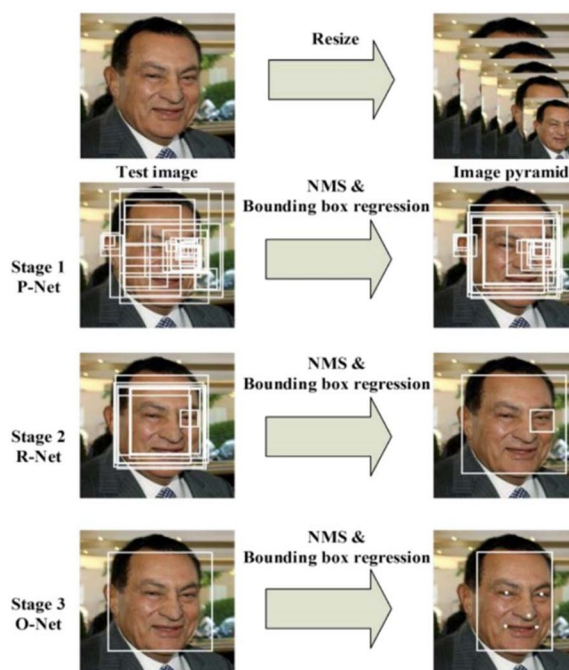 Resize
Test image
Image pyramid
NMS &
Bounding box regression
Stage 1
P-Net
NMS &
Bounding box regression
Stage 2
R-Net
NMS &
Bounding box regression
Stage 3
O-Net